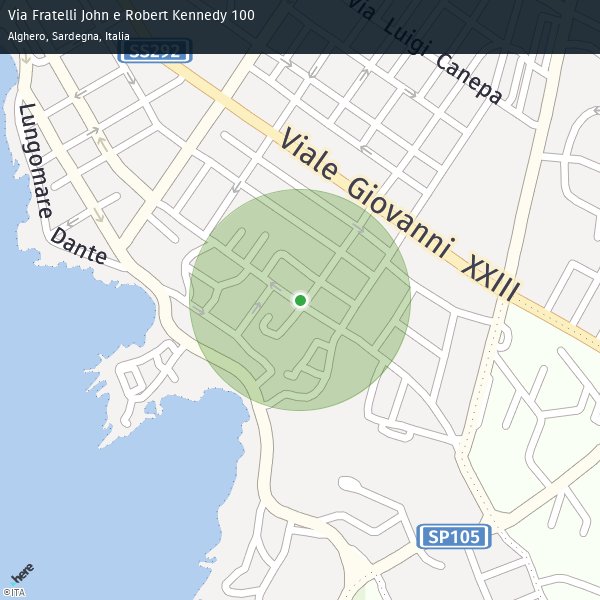 Via Fratelli John e Robert Kennedy 100
Alghero, Sardegna, Italia
SS292
via Luigi Canepa
Lungomare Dante
Viale Giovanni XXIII
SP105
here
©ITA